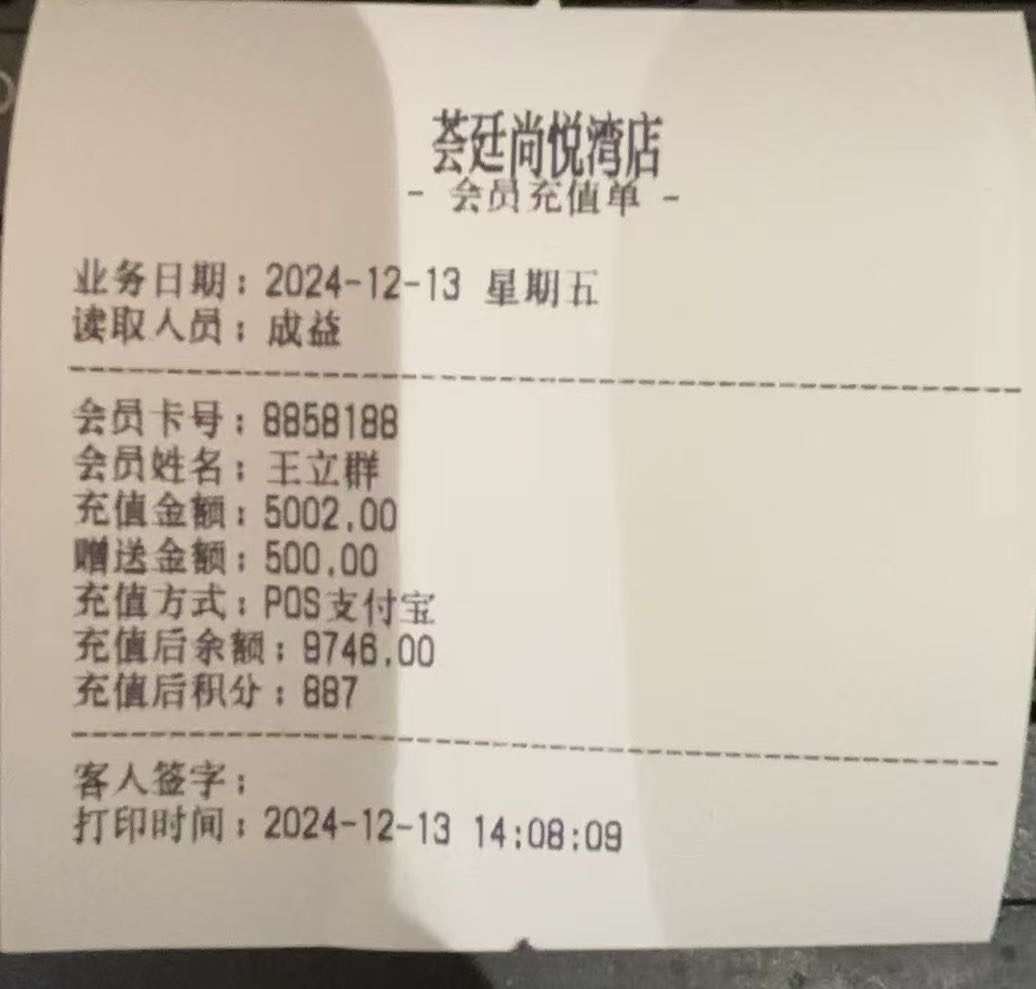 荟廷尚悦湾店
- 会员充值单 -
业务日期：2024-12-13 星期五
读取人员：成益
会员卡号：8858188
会员姓名：王立群
充值金额：5002.00
赠送金额：500.00
充值方式：POS支付宝
充值后余额：9746.00
充值后积分：887
客人签字：
打印时间：2024-12-13 14:08:09